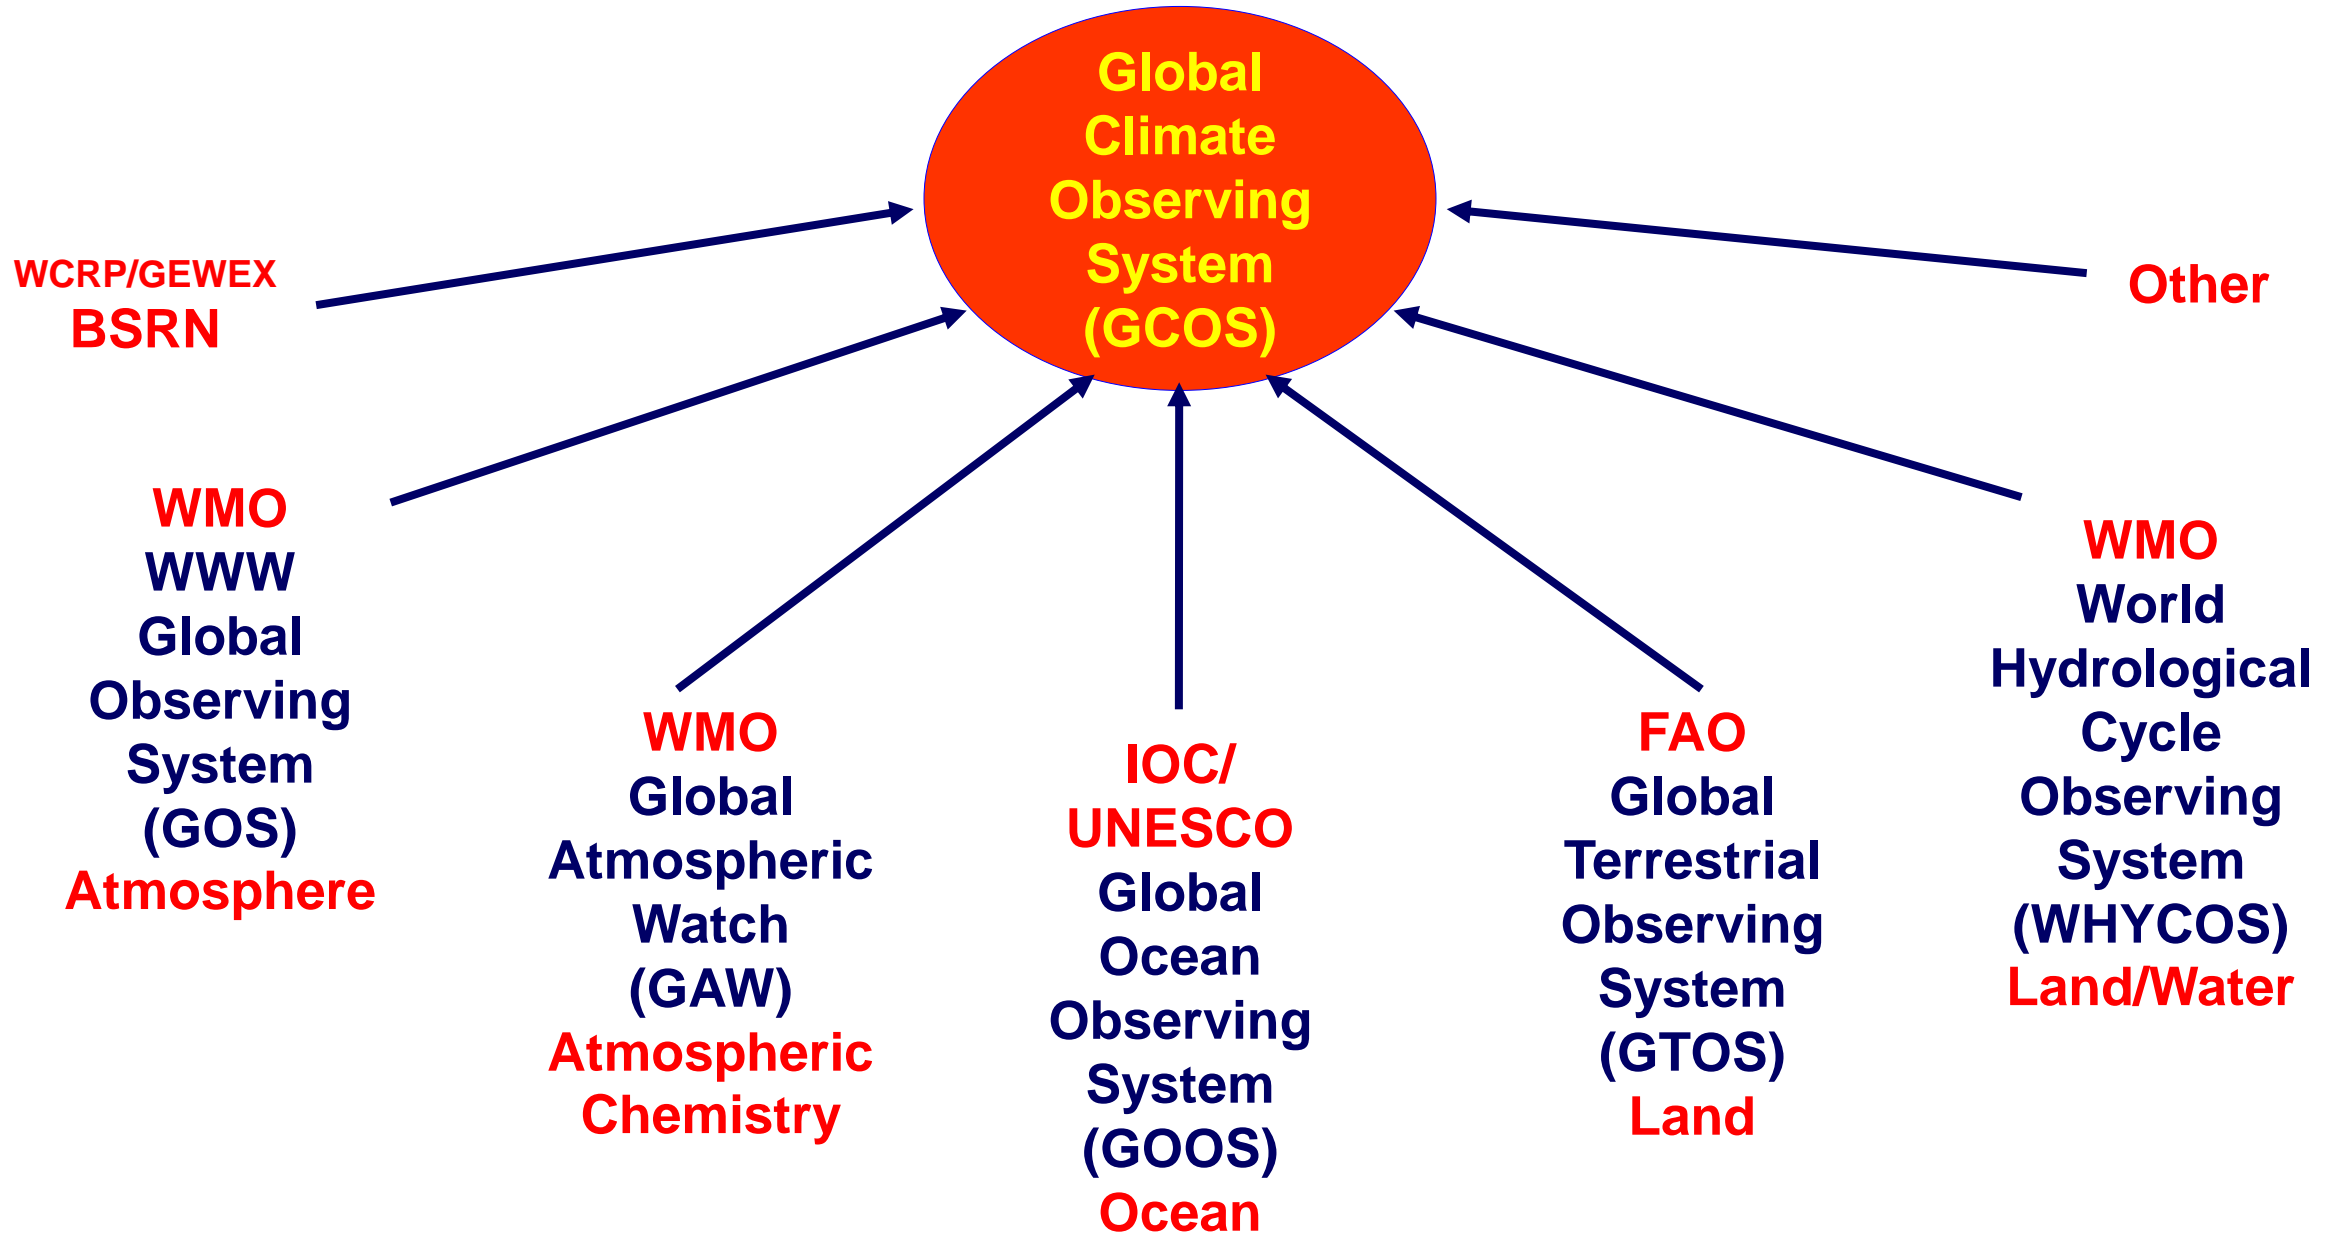 Global
Climate
Observing
System
(GCOS)
WCRP/GEWEX
BSRN
Other
WMO
WWW
Global
Observing
System
(GOS)
Atmosphere
WMO
Global
Atmospheric
Watch
(GAW)
Atmospheric
Chemistry
IOC/
UNESCO
Global
Ocean
Observing
System
(GOOS)
Ocean
FAO
Global
Terrestrial
Observing
System
(GTOS)
Land
WMO
World
Hydrological
Cycle
Observing
System
(WHYCOS)
Land/Water